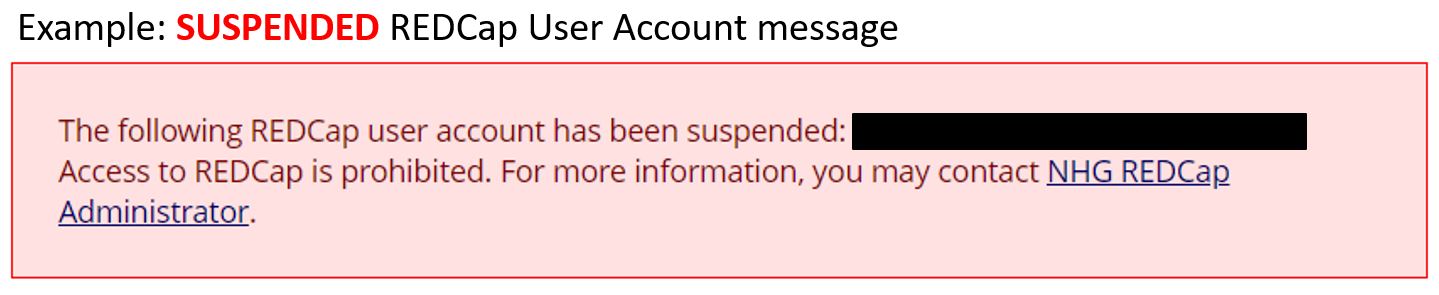 Example: SUSPENDED REDCap User Account message
The following REDCap user account has been suspended:
Access to REDCap is prohibited. For more information, you may contact NHG REDCap
Administrator.